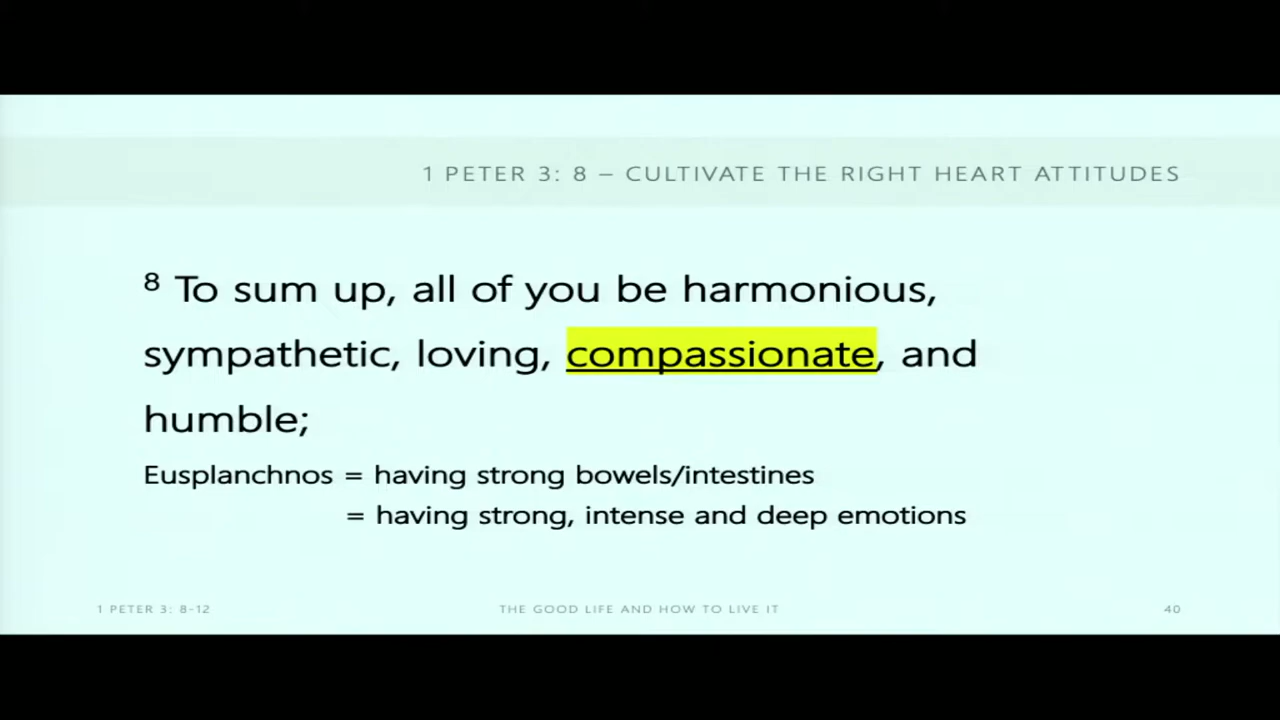 1 PETER 3: 8 – CULTIVATE THE RIGHT HEART ATTITUDES
8 To sum up, all of you be harmonious,
sympathetic, loving, compassionate, and
humble;
Eusplanchnos = having strong bowels/intestines
= having strong, intense and deep emotions
1 PETER 3: 8-12 THE GOOD LIFE AND HOW TO LIVE IT 40